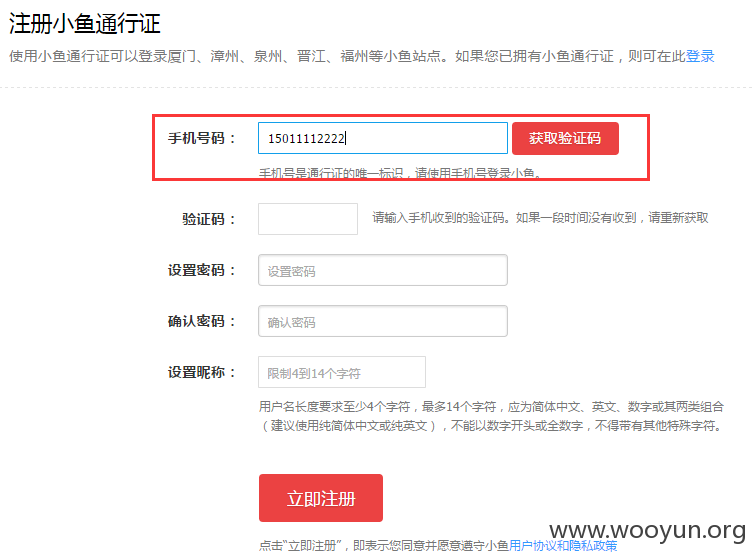 注册小鱼通行证
使用小鱼通行证可以登录厦门、漳州、泉州、晋江、福州等小鱼站点。如果您已拥有小鱼通行证，则可在此登录
手机号码： 15011112222 获取验证码
手机号是通行证的唯一标识，请使用手机号登录小鱼。
验证码： 请输入手机收到的验证码。如果一段时间没有收到，请重新获取
设置密码： 设置密码
确认密码： 确认密码
设置昵称： 限制4到14个字符
用户名长度要求至少4个字符，最多14个字符，应为简体中文、英文、数字或其两类组合
（建议使用纯简体中文或纯英文），不能以数字开头或全数字，不得带有其他特殊字符。
立即注册
www.wooyun.org
点击“立即注册”，即表示您同意并愿意遵守小鱼用户协议和隐私政策